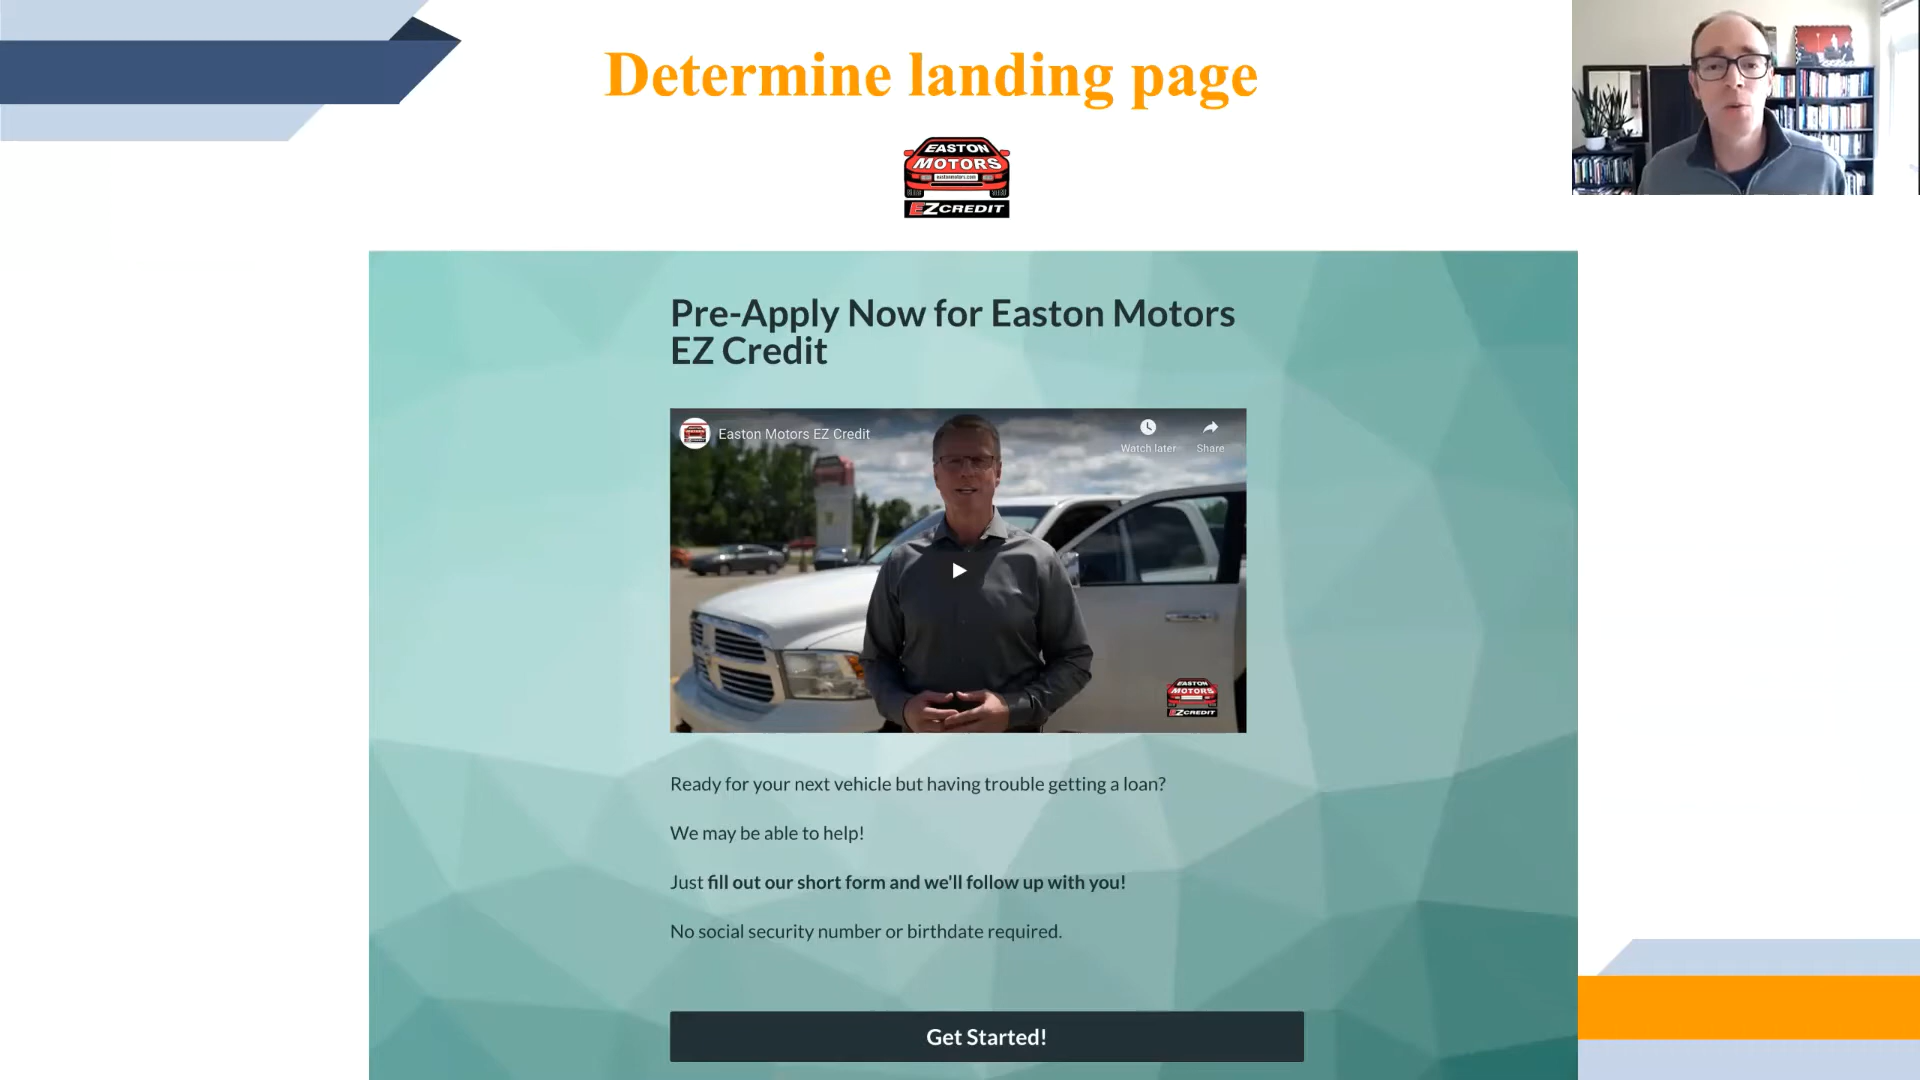 Determine landing page
EASTON
MOTORS
eastonmotors.com
EZCREDIT
Pre-Apply Now for Easton Motors
EZ Credit
Easton Motors EZ Credit
Watch later
Share
EASTON
MOTORS
EZCREDIT
Ready for your next vehicle but having trouble getting a loan?
We may be able to help!
Just fill out our short form and we'll follow up with you!
No social security number or birthdate required.
Get Started!